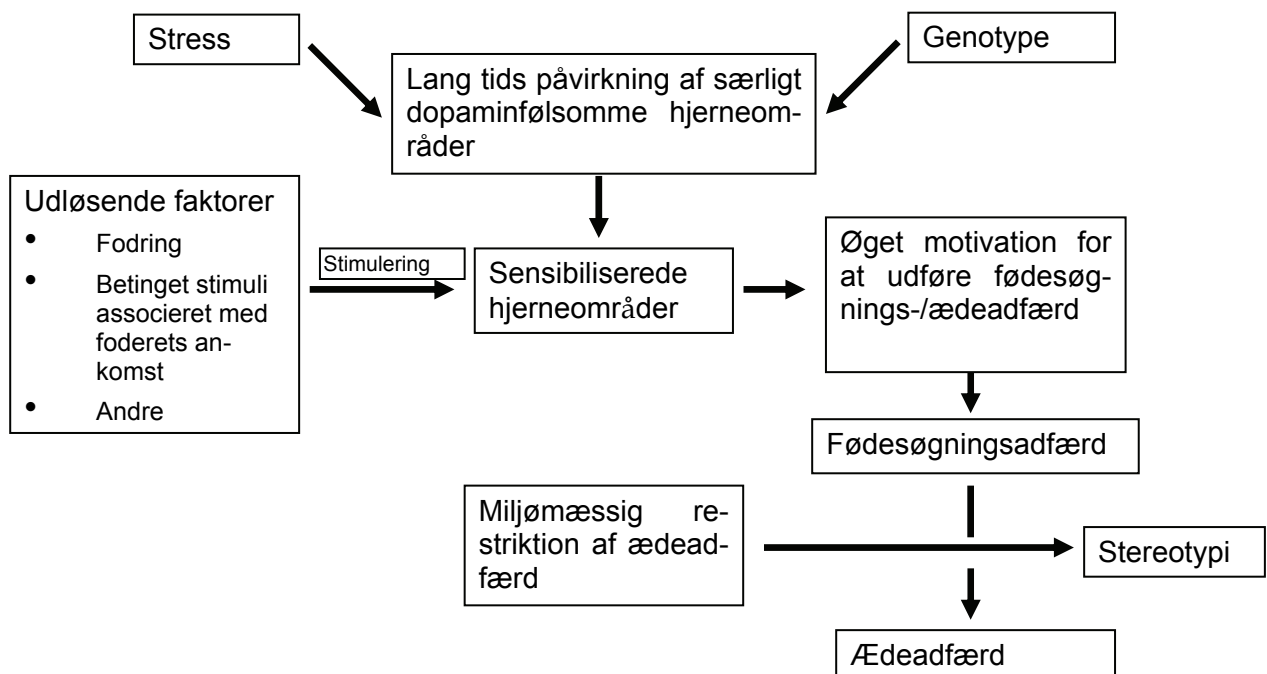 Stress
Genotype
Lang tids påvirkning af særligt
dopaminfølsomme hjerneom-
råder
Udløsende faktorer
• Fodring
• Betinget stimuli
associeret med
foderets an-
komst
• Andre
Stimulering
Sensibiliserede
hjerneområder
Øget motivation for
at udføre fødesøg-
nings-/ædeadfærd
Fødesøgningsadfærd
Miljømæssig re-
striktion af ædead-
færd
Stereotypi
Ædeadfærd